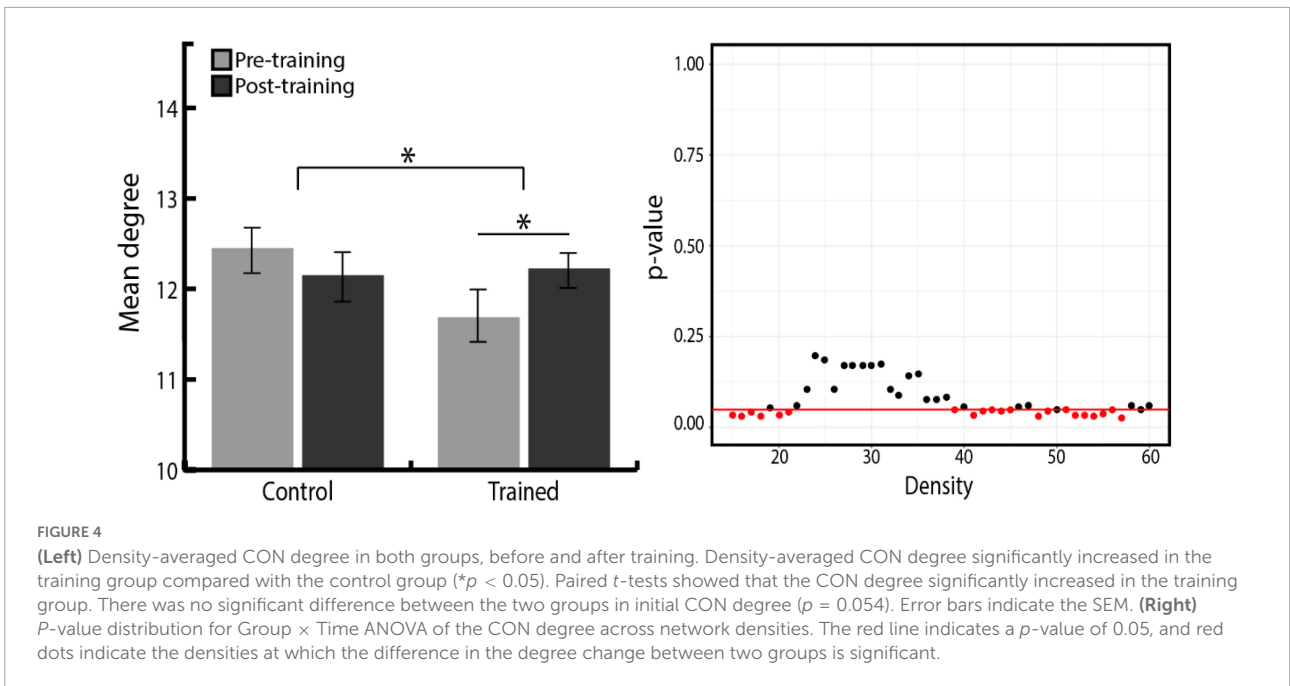 Pre-training
Post-training
14
13
12
11
10
Mean degree
*
*
Control
Trained
1.00
0.75
0.50
0.25
0.00
p-value
20
30
40
50
60
Density
FIGURE 4
(Left) Density-averaged CON degree in both groups, before and after training. Density-averaged CON degree significantly increased in the
training group compared with the control group (*p < 0.05). Paired t-tests showed that the CON degree significantly increased in the training
group. There was no significant difference between the two groups in initial CON degree (p = 0.054). Error bars indicate the SEM. (Right)
P-value distribution for Group × Time ANOVA of the CON degree across network densities. The red line indicates a p-value of 0.05, and red
dots indicate the densities at which the difference in the degree change between two groups is significant.